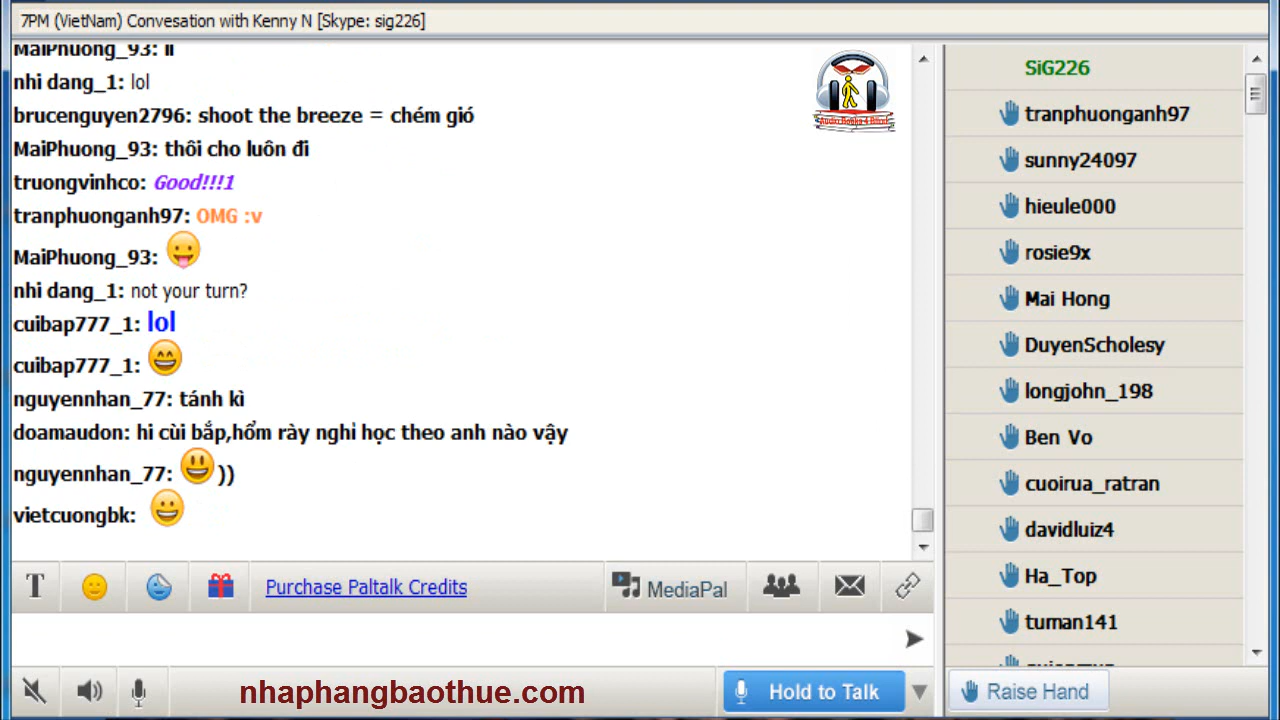 7PM (VietNam) Convesation with Kenny N [Skype: sig226]
MaiPhuong_93: II
nhi dang_1: lol
brucenguyen2796: shoot the breeze = chém gió
MaiPhuong_93: thôi cho luôn đi
truongvinhco: Good!!!1
tranphuonganh97: OMG :v
MaiPhuong_93:
nhi dang_1: not your turn?
cuibap777_1: lol
cuibap777_1:
nguyennhan_77: tánh kì
doamaudon: hi cùi bắp,hổm rày nghỉ học theo anh nào vậy
nguyennhan_77: ))
vietcuongbk:
T
Purchase Paltalk Credits
MediaPal
nhaphangbaothue.com
Hold to Talk
SiG226
tranphuonganh97
sunny24097
hieule000
rosie9x
Mai Hong
DuyenScholesy
longjohn_198
Ben Vo
cuoirua_ratran
davidluiz4
Ha_Top
tuman141
Raise Hand